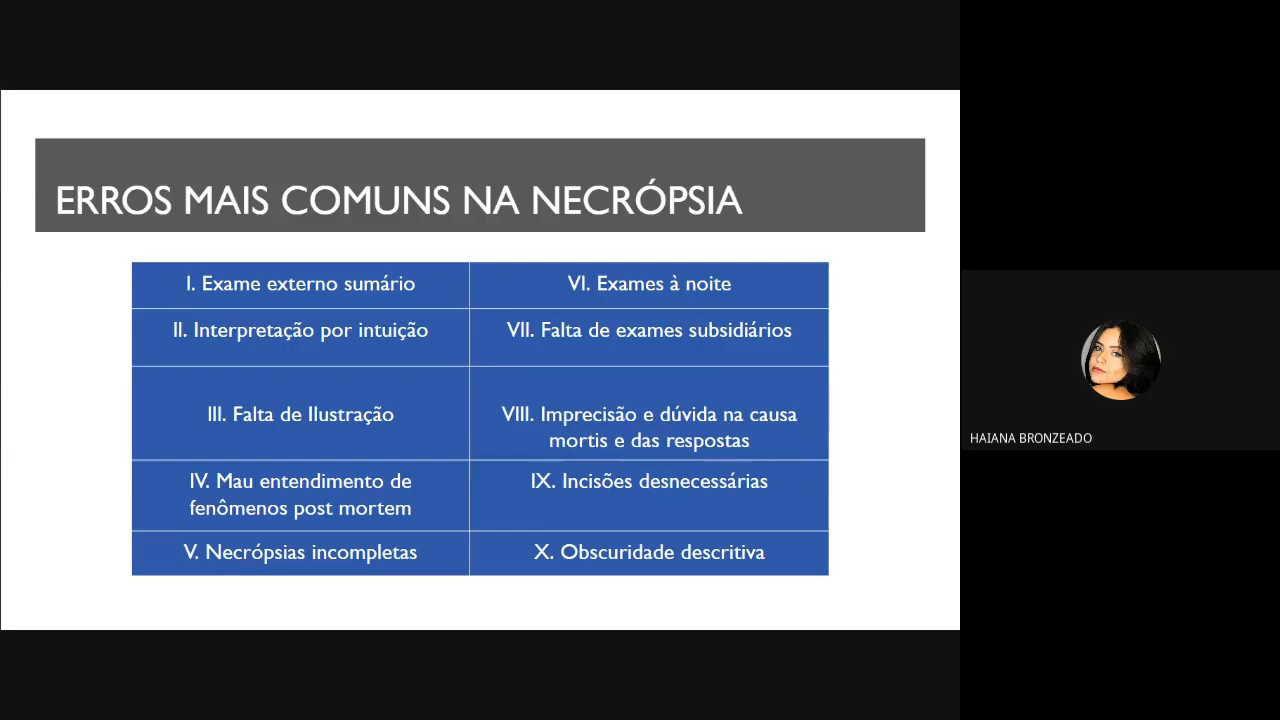 ERROS MAIS COMUNS NA NECRÓPSIA
I. Exame externo sumário
VI. Exames à noite
II. Interpretação por intuição
VII. Falta de exames subsidiários
III. Falta de Ilustração
VIII. Imprecisão e dúvida na causa
mortis e das respostas
IV. Mau entendimento de
fenômenos post mortem
IX. Incisões desnecessárias
V. Necrópsias incompletas
X. Obscuridade descritiva
HAIANA BRONZEADO